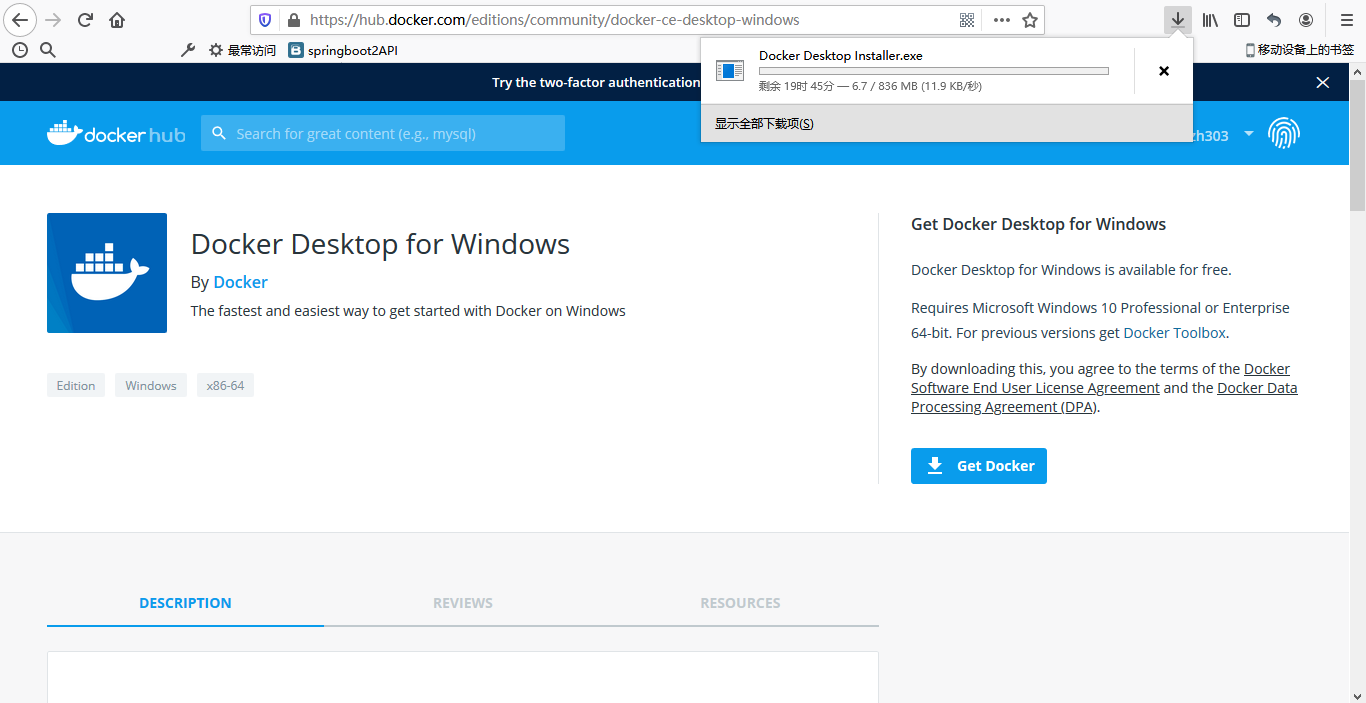 https://hub.docker.com/editions/community/docker-ce-desktop-windows
最常访问
springboot2API
移动设备上的书签
Docker Desktop Installer.exe
剩余 19时 45分 — 6.7 / 836 MB (11.9 KB/秒)
显示全部下载项(S)
Try the two-factor authentication
docker hub
Search for great content (e.g., mysql)
zh303
Docker Desktop for Windows
By Docker
The fastest and easiest way to get started with Docker on Windows
Edition
Windows
x86-64
Get Docker Desktop for Windows
Docker Desktop for Windows is available for free.
Requires Microsoft Windows 10 Professional or Enterprise
64-bit. For previous versions get Docker Toolbox.
By downloading this, you agree to the terms of the Docker
Software End User License Agreement and the Docker Data
Processing Agreement (DPA).
Get Docker
DESCRIPTION
REVIEWS
RESOURCES